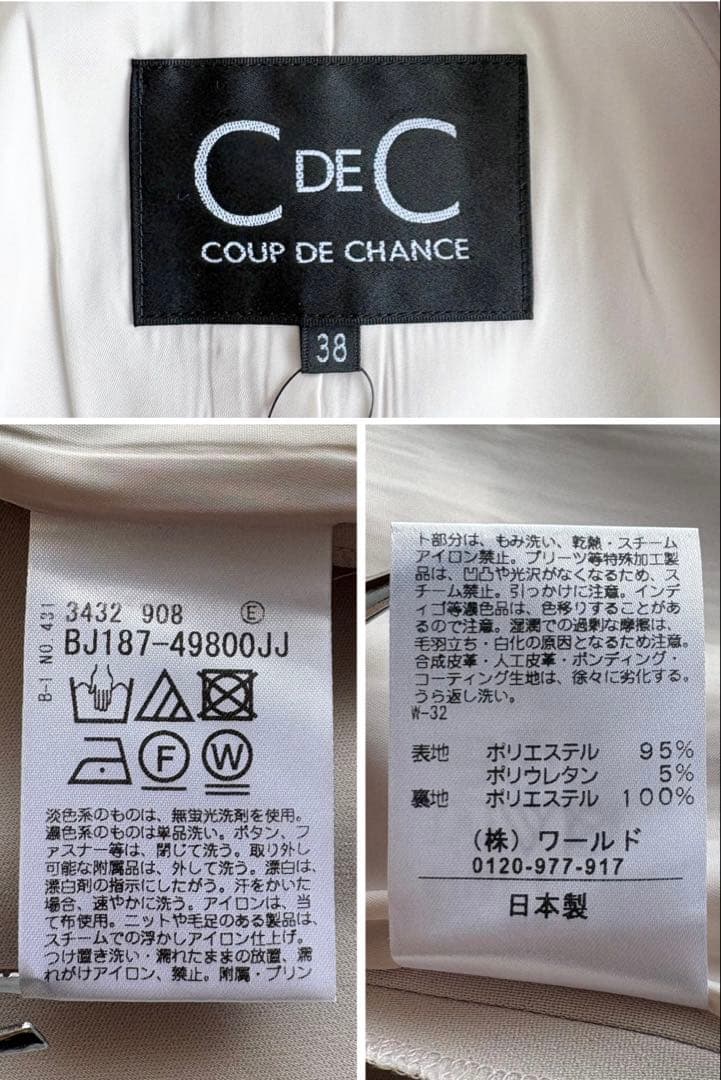 C DE C
COUP DE CHANCE
38
B-1 NO.431
3432 908 Ⓔ
BJ187-49800JJ
Ⓕ Ⓦ
淡色系のものは、無蛍光洗剤を使用。
濃色系のものは単品洗い。ボタン、フ
ァスナー等は、閉じて洗う。取り外し
可能な附属品は、外して洗う。漂白は、
漂白剤の指示にしたがう。汗をかいた
場合、速やかに洗う。アイロンは、当
て布使用。ニットや毛足のある製品は、
スチームでの浮かしアイロン仕上げ。
つけ置き洗い・濡れたままの放置、濡
れがけアイロン、禁止。附属・プリン
ト部分は、もみ洗い、乾熱・スチーム
アイロン禁止。プリーツ等特殊加工製
品は、凹凸や光沢がなくなるため、ス
チーム禁止。引っかけに注意。インデ
ィゴ等濃色品は、色移りすることがあ
るので注意。湿潤での過剰な摩擦は、
毛羽立ち・白化の原因となるため注意。
合成皮革・人工皮革・ボンディング・
コーティング生地は、徐々に劣化する。
うら返し洗い。
W-32
表地 ポリエステル 95%
ポリウレタン 5%
裏地 ポリエステル 100%
(株)ワールド
0120-977-917
日本製